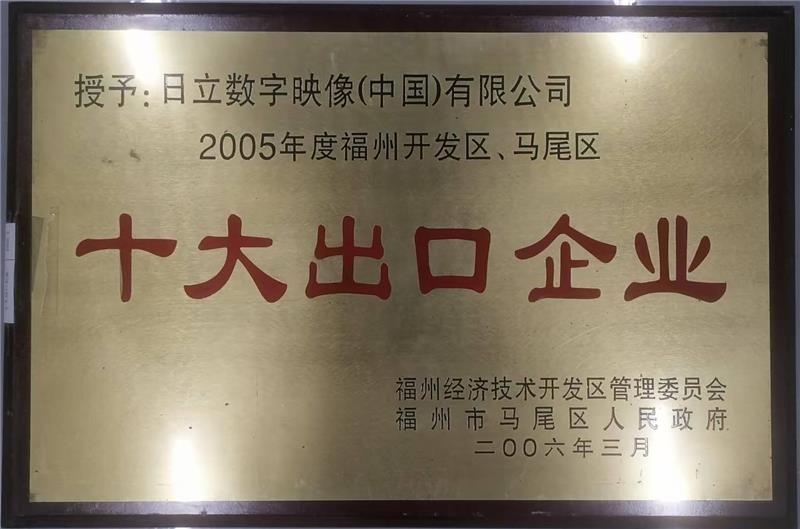 授予:日立数字映像(中国)有限公司
2005年度福州开发区、马尾区
十大出口企业
福州经济技术开发区管理委员会
福州市马尾区人民政府
二〇〇六年三月